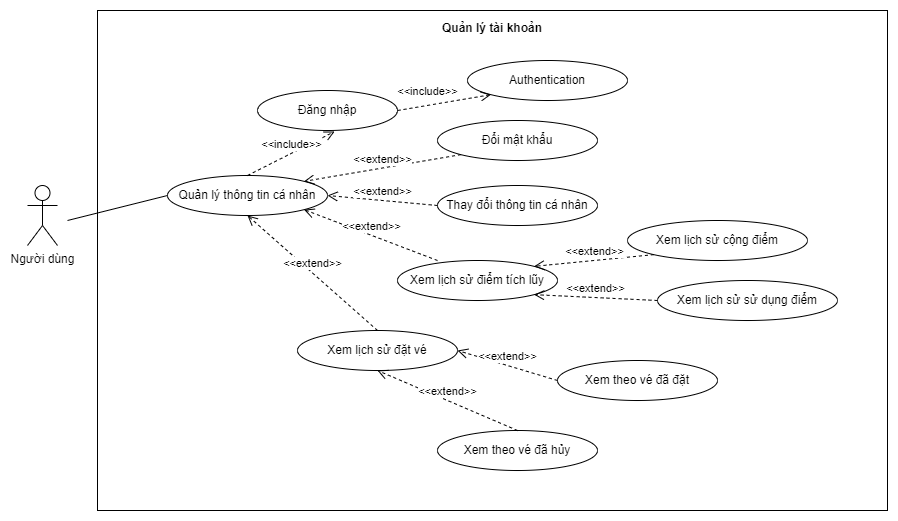 Quản lý tài khoản
Authentication
<<include>>
Đăng nhập
<<include>>
Đổi mật khẩu
<<extend>>
Quản lý thông tin cá nhân
<<extend>>
Thay đổi thông tin cá nhân
<<extend>>
Xem lịch sử cộng điểm
<<extend>>
Người dùng
<<extend>>
Xem lịch sử điểm tích lũy
<<extend>>
Xem lịch sử sử dụng điểm
Xem lịch sử đặt vé
<<extend>>
Xem theo vé đã đặt
<<extend>>
Xem theo vé đã hủy